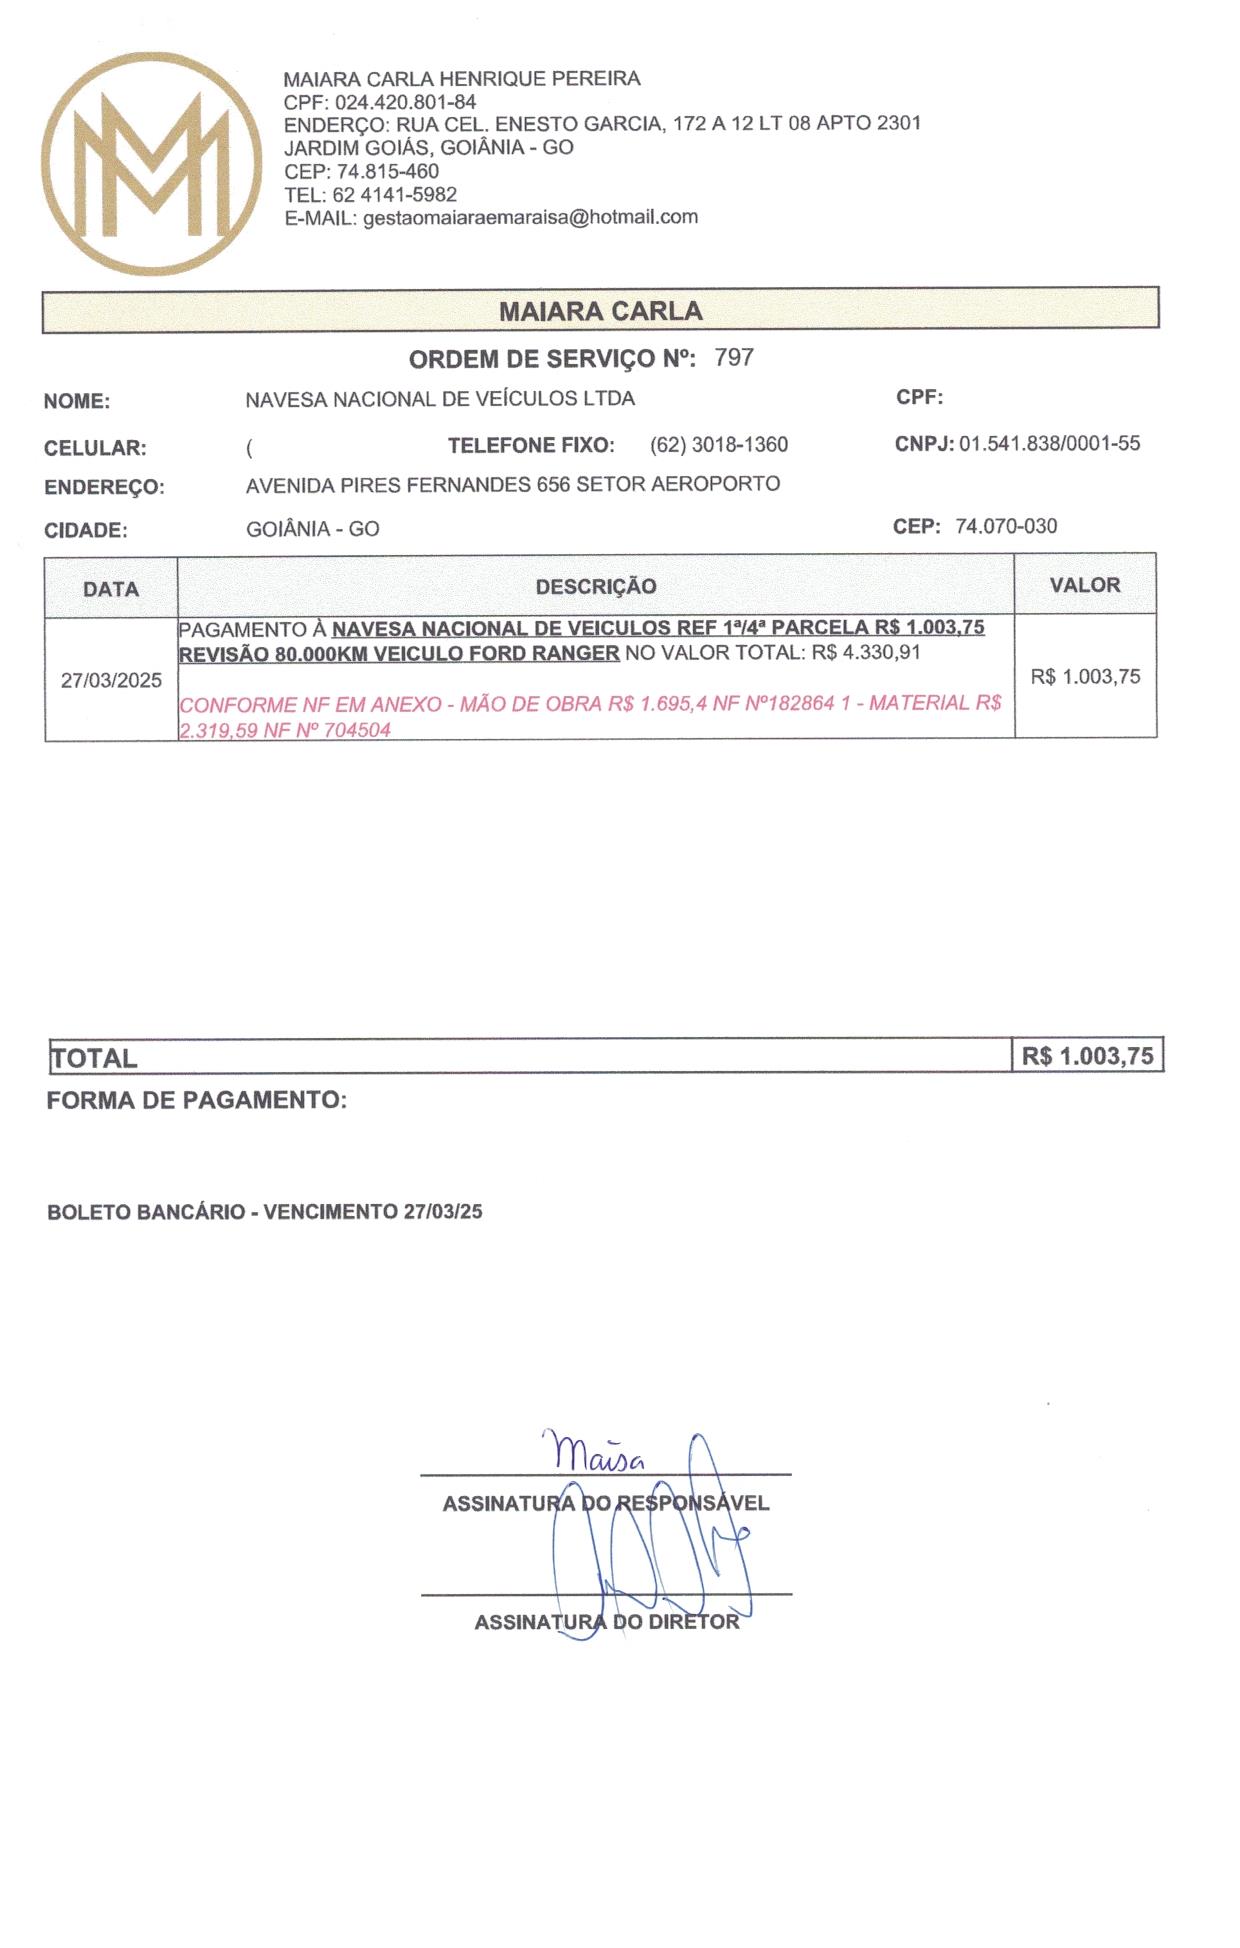 MAIARA CARLA HENRIQUE PEREIRA
CPF: 024.420.801-84
ENDERÇO: RUA CEL. ENESTO GARCIA, 172 A 12 LT 08 APTO 2301
JARDIM GOIÁS, GOIÂNIA - GO
CEP: 74.815-460
TEL: 62 4141-5982
E-MAIL: gestaomaiaraemaraisa@hotmail.com
MAIARA CARLA
ORDEM DE SERVIÇO Nº: 797
NOME: NAVESA NACIONAL DE VEÍCULOS LTDA CPF:
CELULAR: ( TELEFONE FIXO: (62) 3018-1360 CNPJ: 01.541.838/0001-55
ENDEREÇO: AVENIDA PIRES FERNANDES 656 SETOR AEROPORTO
CIDADE: GOIÂNIA - GO CEP: 74.070-030
DATA DESCRIÇÃO VALOR
PAGAMENTO À NAVESA NACIONAL DE VEICULOS REF 1ª/4ª PARCELA R$ 1.003,75
REVISÃO 80.000KM VEICULO FORD RANGER NO VALOR TOTAL: R$ 4.330,91
27/03/2025 R$ 1.003,75
CONFORME NF EM ANEXO - MÃO DE OBRA R$ 1.695,4 NF Nº182864 1 - MATERIAL R$
2.319,59 NF Nº 704504
TOTAL R$ 1.003,75
FORMA DE PAGAMENTO:
BOLETO BANCÁRIO - VENCIMENTO 27/03/25
Maisa
ASSINATURA DO RESPONSÁVEL
ASSINATURA DO DIRETOR